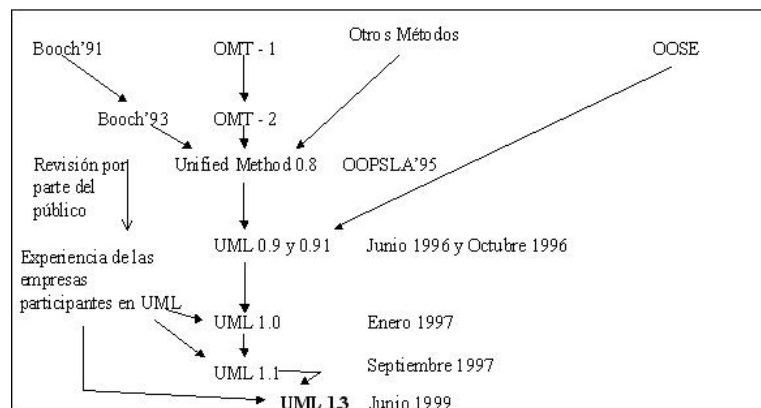 Booch'91
OMT - 1
Otros Métodos
OOSE
Booch'93
OMT - 2
Revisión por
parte del
público
Unified Method 0.8
OOPSLA'95
UML 0.9 y 0.91
Junio 1996 y Octubre 1996
Experiencia de las
empresas
participantes en UML
UML 1.0
Enero 1997
UML 1.1
Septiembre 1997
UML 1.3
Junio 1999